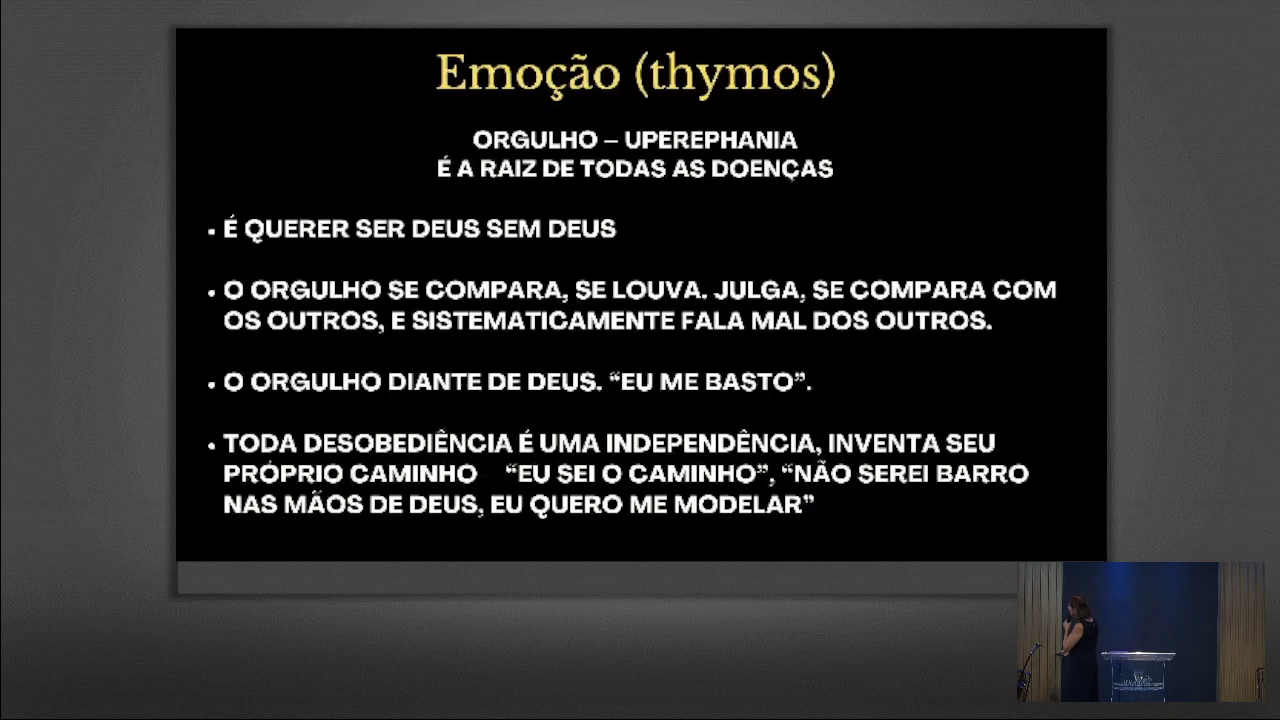 Emoção (thymos)
ORGULHO – UPEREPHANIA
É A RAIZ DE TODAS AS DOENÇAS
• É QUERER SER DEUS SEM DEUS
• O ORGULHO SE COMPARA, SE LOUVA. JULGA, SE COMPARA COM
OS OUTROS, E SISTEMATICAMENTE FALA MAL DOS OUTROS.
• O ORGULHO DIANTE DE DEUS. “EU ME BASTO”.
• TODA DESOBEDIÊNCIA É UMA INDEPENDÊNCIA, INVENTA SEU
PRÓPRIO CAMINHO “EU SEI O CAMINHO”, “NÃO SEREI BARRO
NAS MÃOS DE DEUS, EU QUERO ME MODELAR”